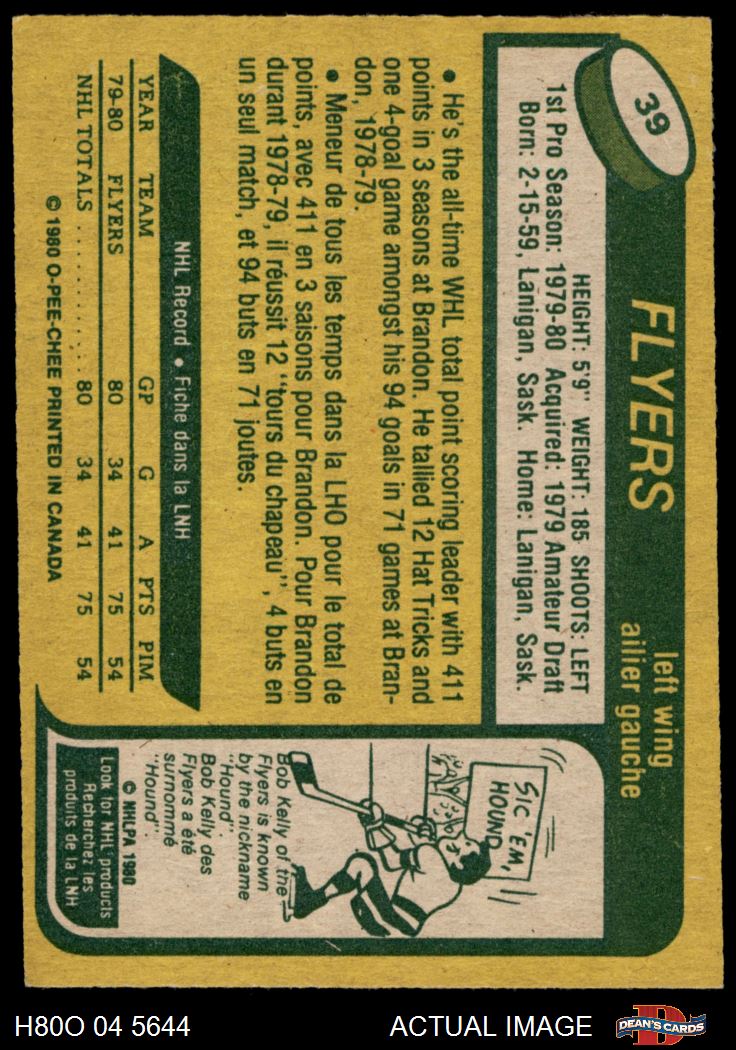 39
FLYERS
left wing
ailier gauche
HEIGHT: 5'9" WEIGHT: 185 SHOOTS: LEFT
1st Pro Season: 1979-80 Acquired: 1979 Amateur Draft
Born: 2-15-59, Lanigan, Sask. Home: Lanigan, Sask.
• He's the all-time WHL total point scoring leader with 411
points in 3 seasons at Brandon. He tallied 12 Hat Tricks and
one 4-goal game amongst his 94 goals in 71 games at Bran-
don, 1978-79.
• Meneur de tous les temps dans la LHO pour le total de
points, avec 411 en 3 saisons pour Brandon. Pour Brandon
durant 1978-79, il réussit 12 "tours du chapeau", 4 buts en
un seul match, et 94 buts en 71 joutes.
NHL Record • Fiche dans la LNH
YEAR TEAM GP G A PTS PIM
79-80 FLYERS 80 34 41 75 54
NHL TOTALS .......... 80 34 41 75 54
© 1980 O-PEE-CHEE PRINTED IN CANADA
SIC 'EM,
HOUND
Bob Kelly of the
Flyers is known
by the nickname
"Hound".
Bob Kelly des
Flyers a été
surnommé
"Hound".
© NHLPA 1980
Look for NHL products
Recherchez les
produits de la LNH
H80O 04 5644
ACTUAL IMAGE
D
DEAN'S CARDS